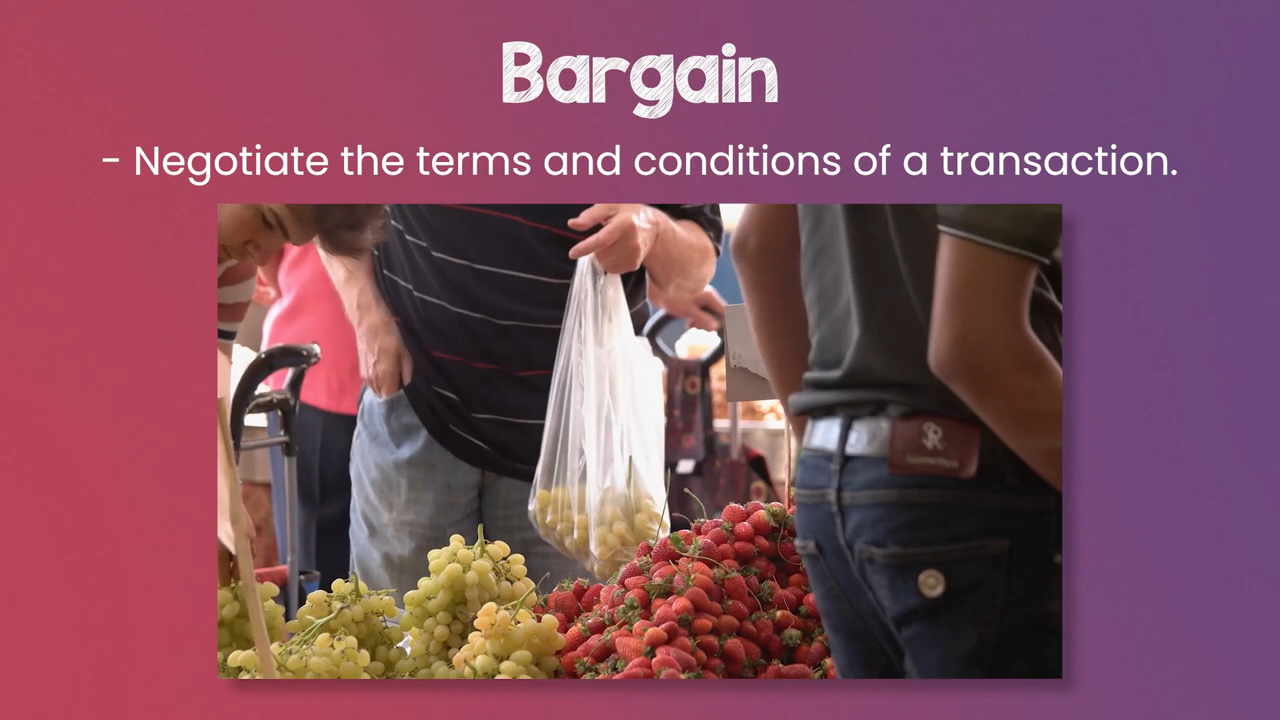 Bargain
- Negotiate the terms and conditions of a transaction.